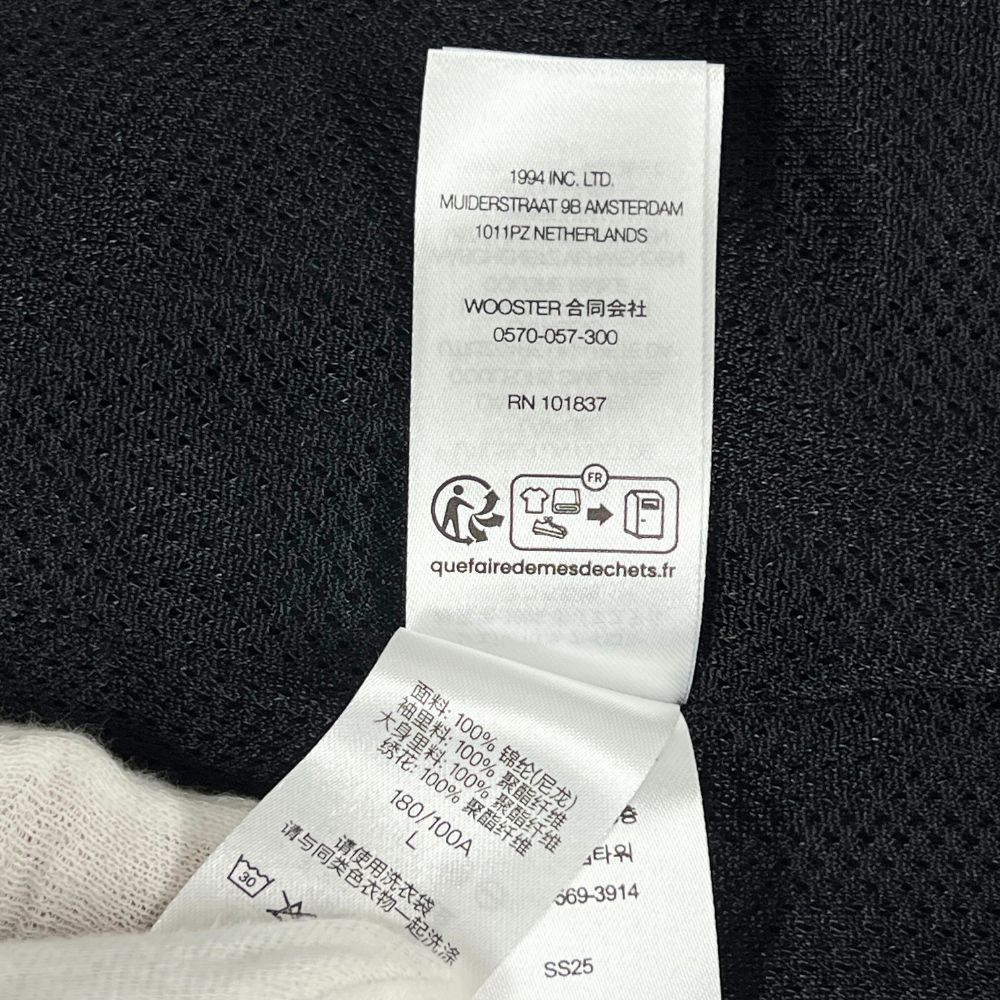 1994 INC. LTD.
MUIDERSTRAAT 9B AMSTERDAM
1011PZ NETHERLANDS
WOOSTER 合同会社
0570-057-300
RN 101837
FR
quefairedemesdechets.fr
面料: 100% 锦纶(尼龙)
袖里料: 100% 聚酯纤维
大身里料: 100% 聚酯纤维
绣花: 100% 聚酯纤维
180/100A
L
请使用洗衣袋
请与同类色衣物一起洗涤
30
타워
569-3914
SS25